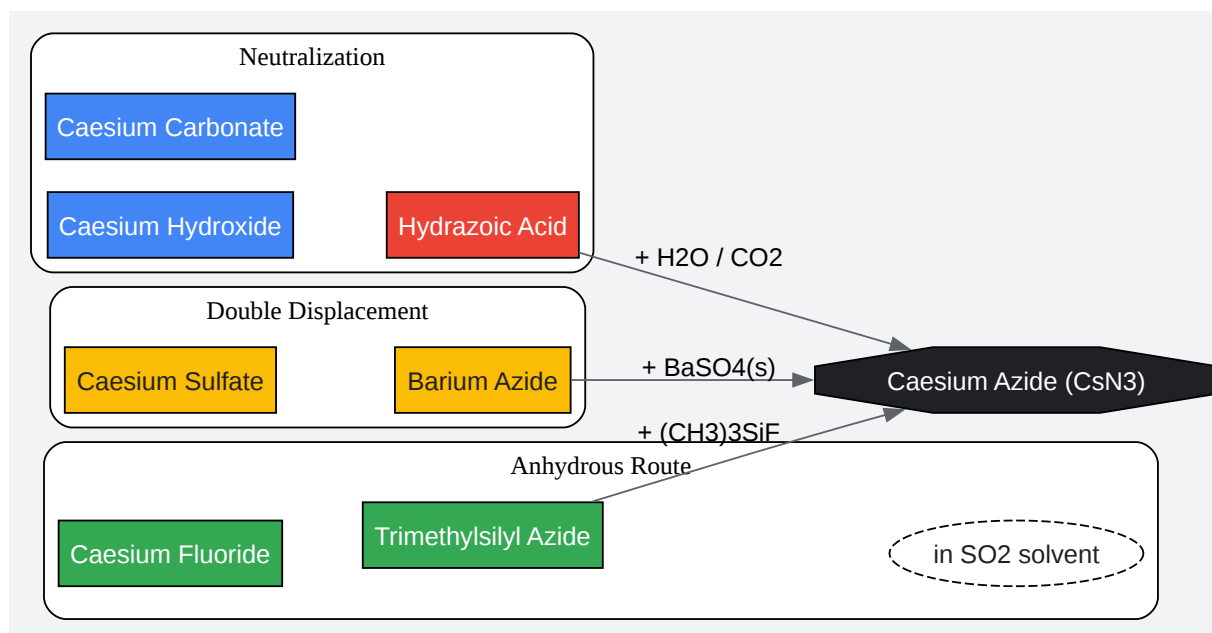 Neutralization
Caesium Carbonate
Caesium Hydroxide
Hydrazoic Acid
+ H2O / CO2
Double Displacement
Caesium Sulfate
Barium Azide
+ BaSO4(s)
Caesium Azide (CsN3)
+ (CH3)3SiF
Anhydrous Route
Caesium Fluoride
Trimethylsilyl Azide
in SO2 solvent